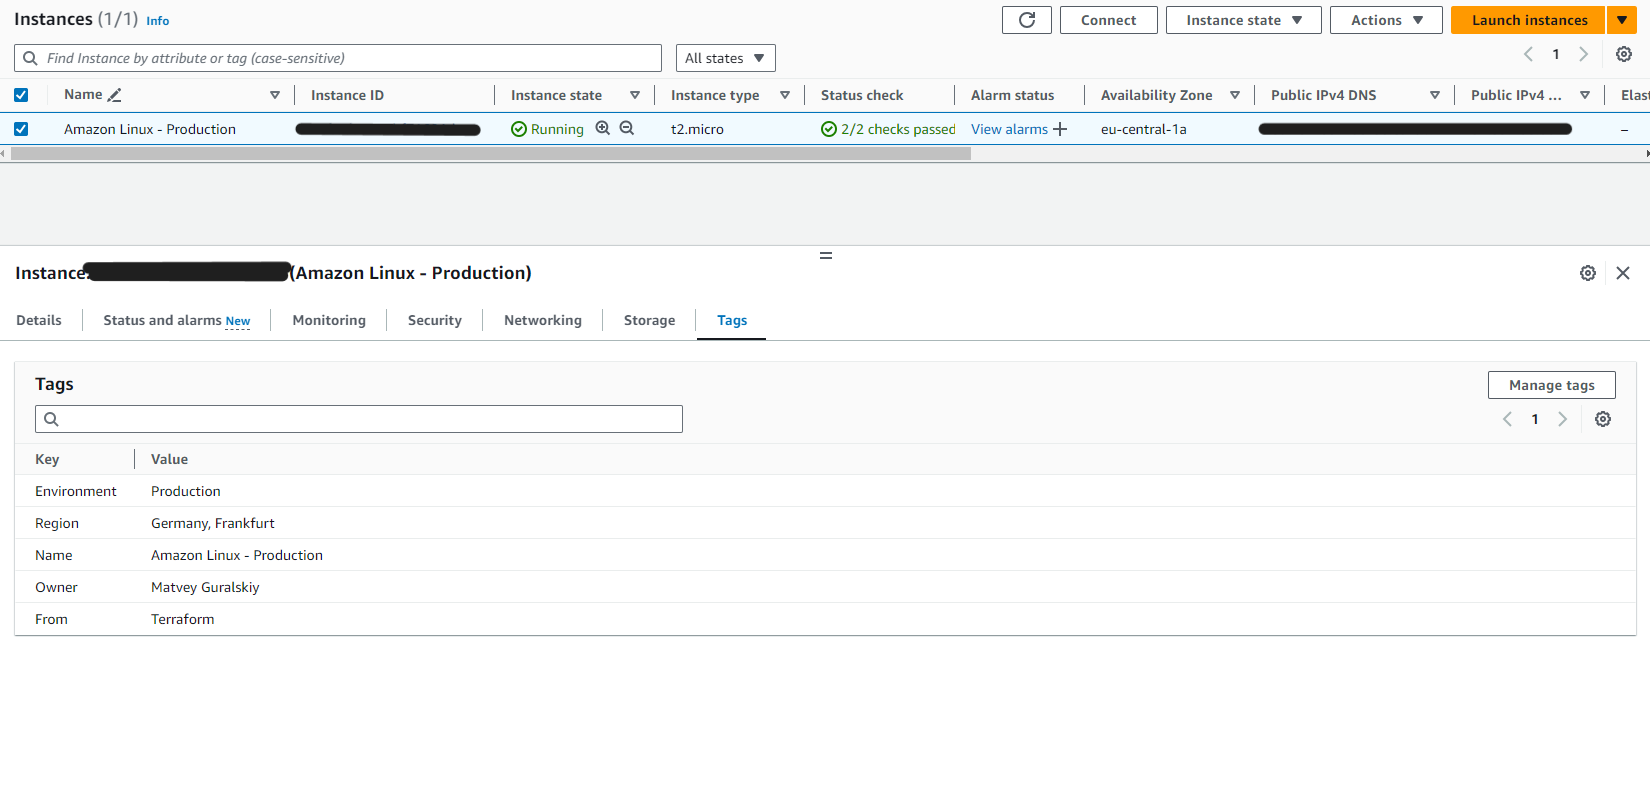 Instances (1/1) Info
Connect Instance state Actions Launch instances
Find Instance by attribute or tag (case-sensitive) All states 1
Name Instance ID Instance state Instance type Status check Alarm status Availability Zone Public IPv4 DNS Public IPv4 ... Elast
Amazon Linux - Production Running t2.micro 2/2 checks passed View alarms + eu-central-1a –
Instance: (Amazon Linux - Production)
Details Status and alarms New Monitoring Security Networking Storage Tags
Tags Manage tags
1
Key Value
Environment Production
Region Germany, Frankfurt
Name Amazon Linux - Production
Owner Matvey Guralskiy
From Terraform